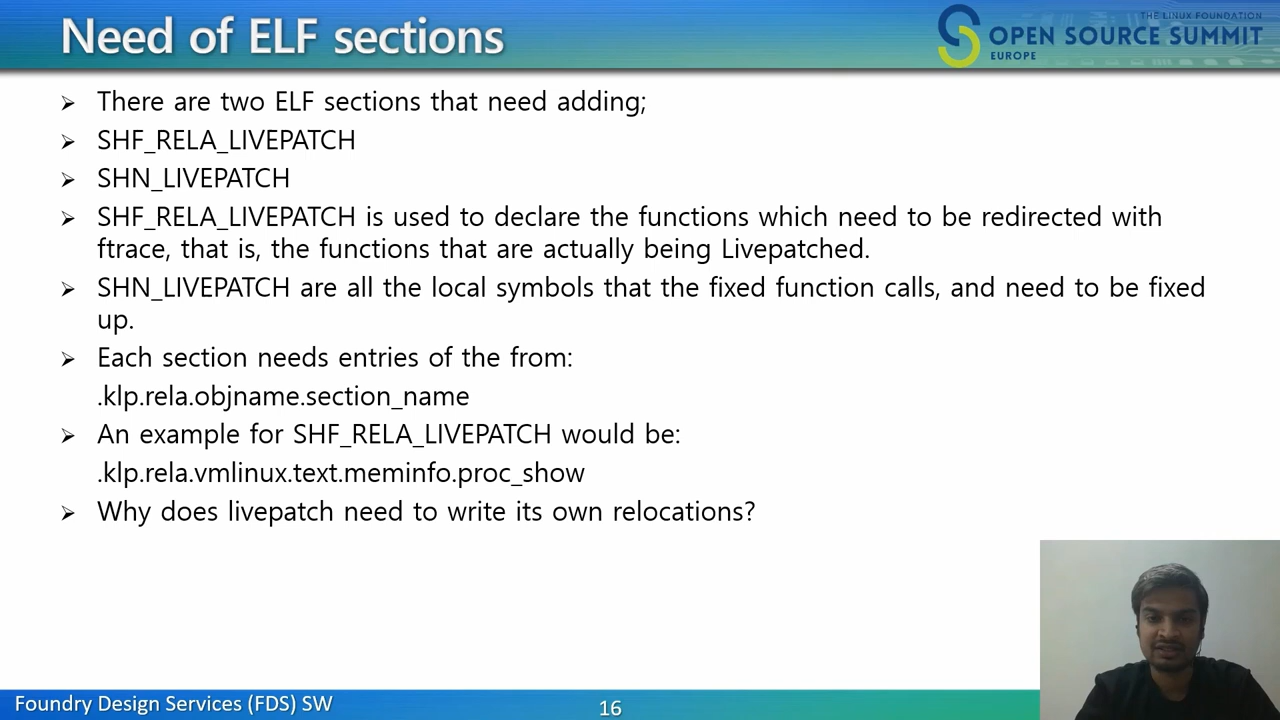 Need of ELF sections
THE LINUX FOUNDATION
OPEN SOURCE SUMMIT
EUROPE
There are two ELF sections that need adding;
SHF_RELA_LIVEPATCH
SHN_LIVEPATCH
SHF_RELA_LIVEPATCH is used to declare the functions which need to be redirected with
ftrace, that is, the functions that are actually being Livepatched.
SHN_LIVEPATCH are all the local symbols that the fixed function calls, and need to be fixed
up.
Each section needs entries of the from:
.klp.rela.objname.section_name
An example for SHF_RELA_LIVEPATCH would be:
.klp.rela.vmlinux.text.meminfo.proc_show
Why does livepatch need to write its own relocations?
Foundry Design Services (FDS) SW
16